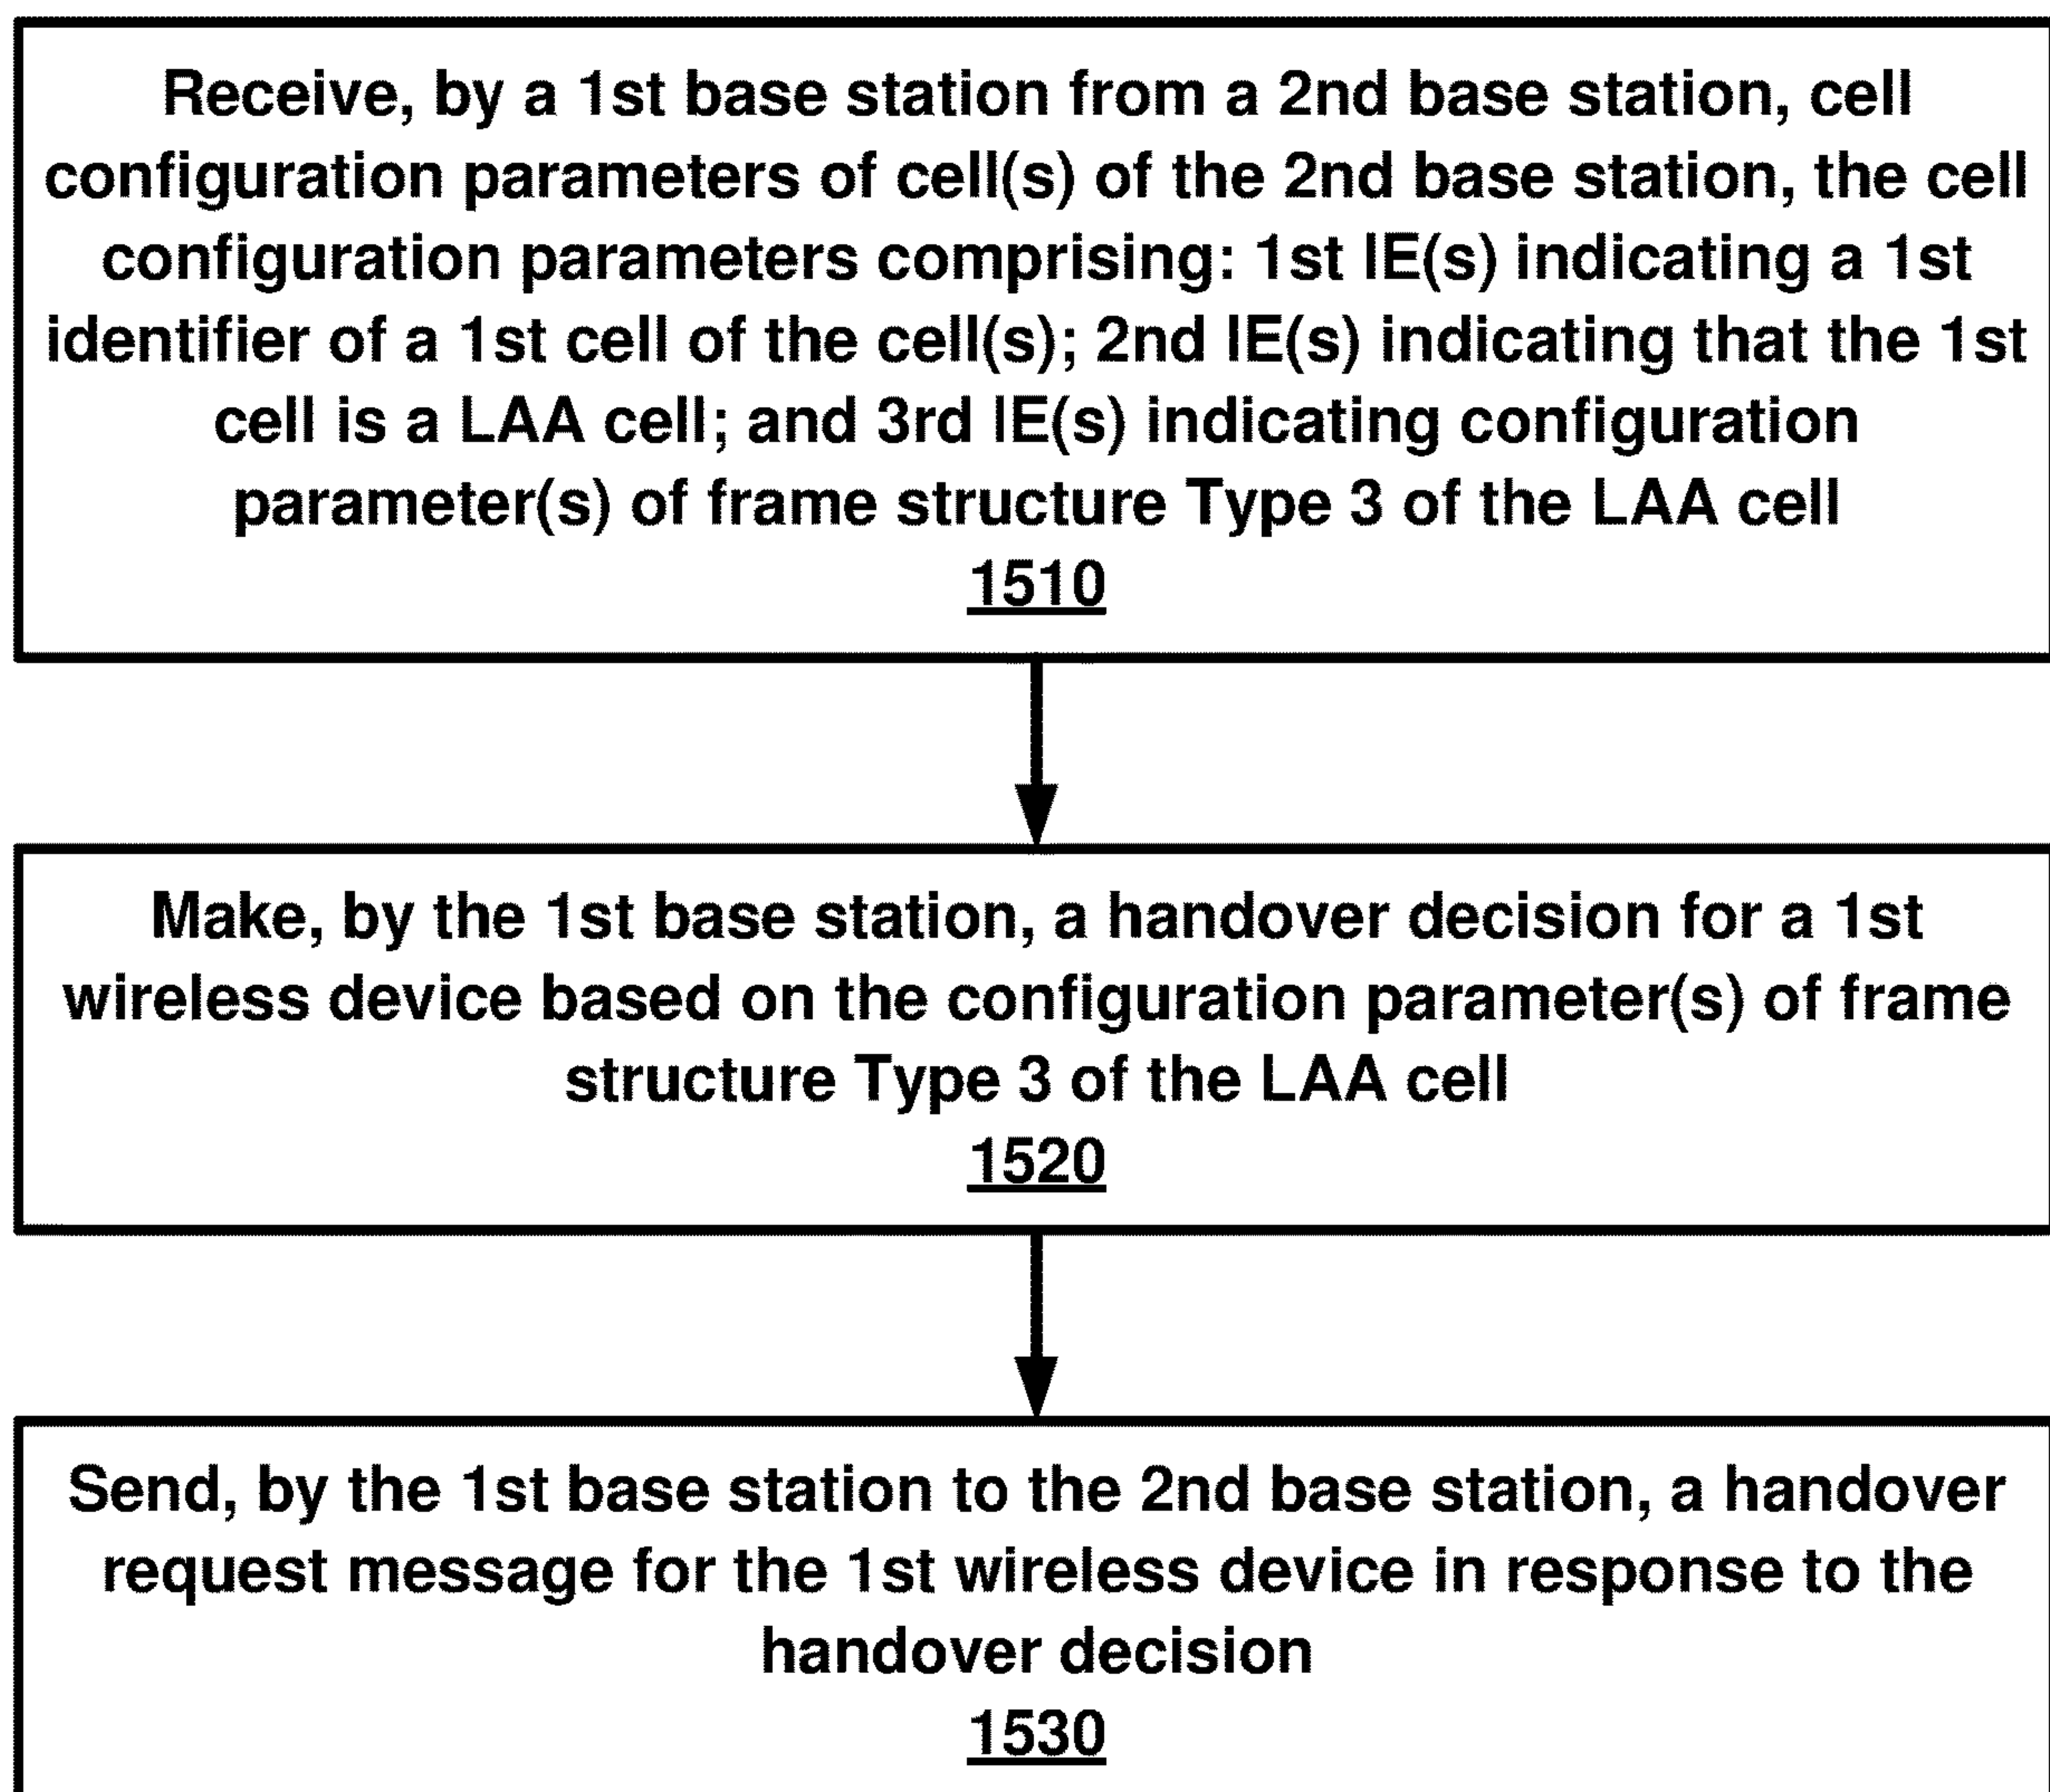 Receive, by a 1st base station from a 2nd base station, cell
configuration parameters of cell(s) of the 2nd base station, the cell
configuration parameters comprising: 1st IE(s) indicating a 1st
identifier of a 1st cell of the cell(s); 2nd IE(s) indicating that the 1st
cell is a LAA cell; and 3rd IE(s) indicating configuration
parameter(s) of frame structure Type 3 of the LAA cell
1510
Make, by the 1st base station, a handover decision for a 1st
wireless device based on the configuration parameter(s) of frame
structure Type 3 of the LAA cell
1520
Send, by the 1st base station to the 2nd base station, a handover
request message for the 1st wireless device in response to the
handover decision
1530